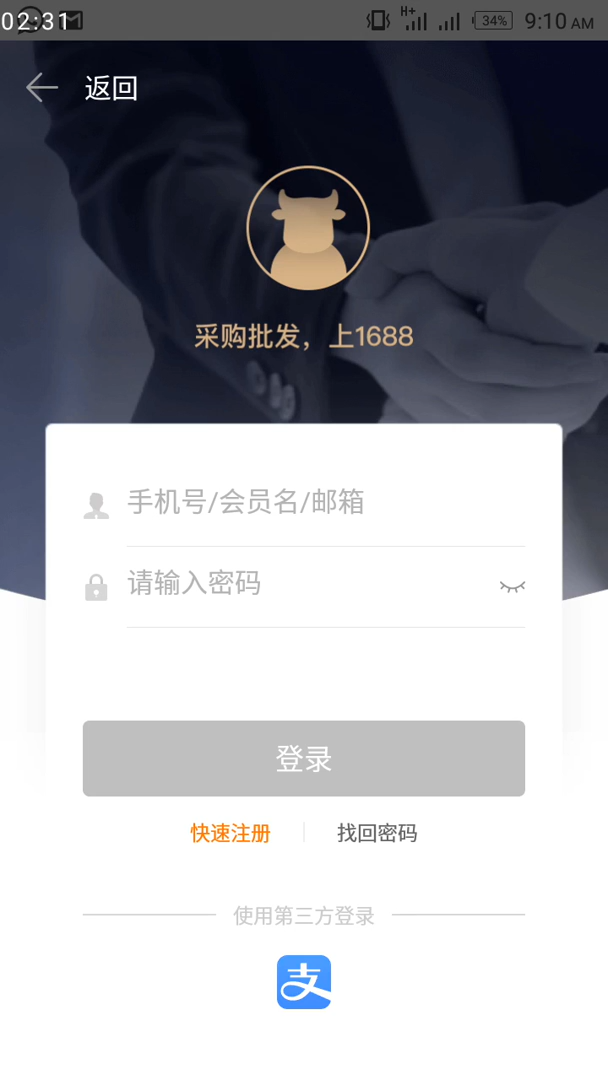 02:31
H+
34%
9:10 AM
返回
采购批发，上1688
手机号/会员名/邮箱
请输入密码
登录
快速注册
找回密码
使用第三方登录
支